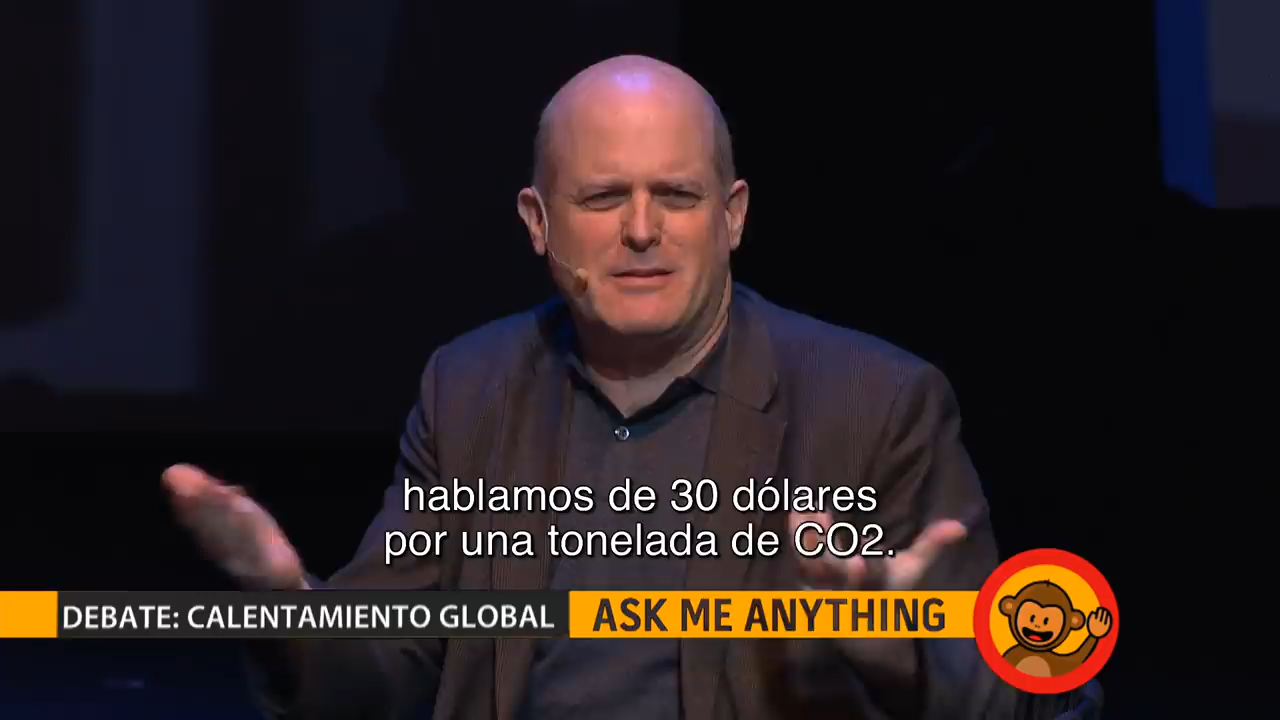 hablamos de 30 dólares
por una tonelada de CO2.
DEBATE: CALENTAMIENTO GLOBAL
ASK ME ANYTHING